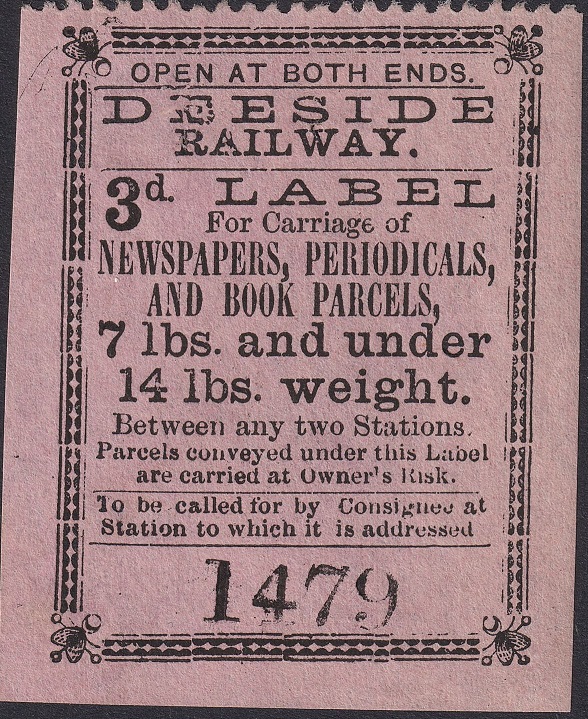 OPEN AT BOTH ENDS.
DEESIDE
RAILWAY.
3d. LABEL
For Carriage of
NEWSPAPERS, PERIODICALS,
AND BOOK PARCELS,
7 lbs. and under
14 lbs. weight.
Between any two Stations.
Parcels conveyed under this Label
are carried at Owner's Risk.
To be called for by Consignee at
Station to which it is addressed
1479